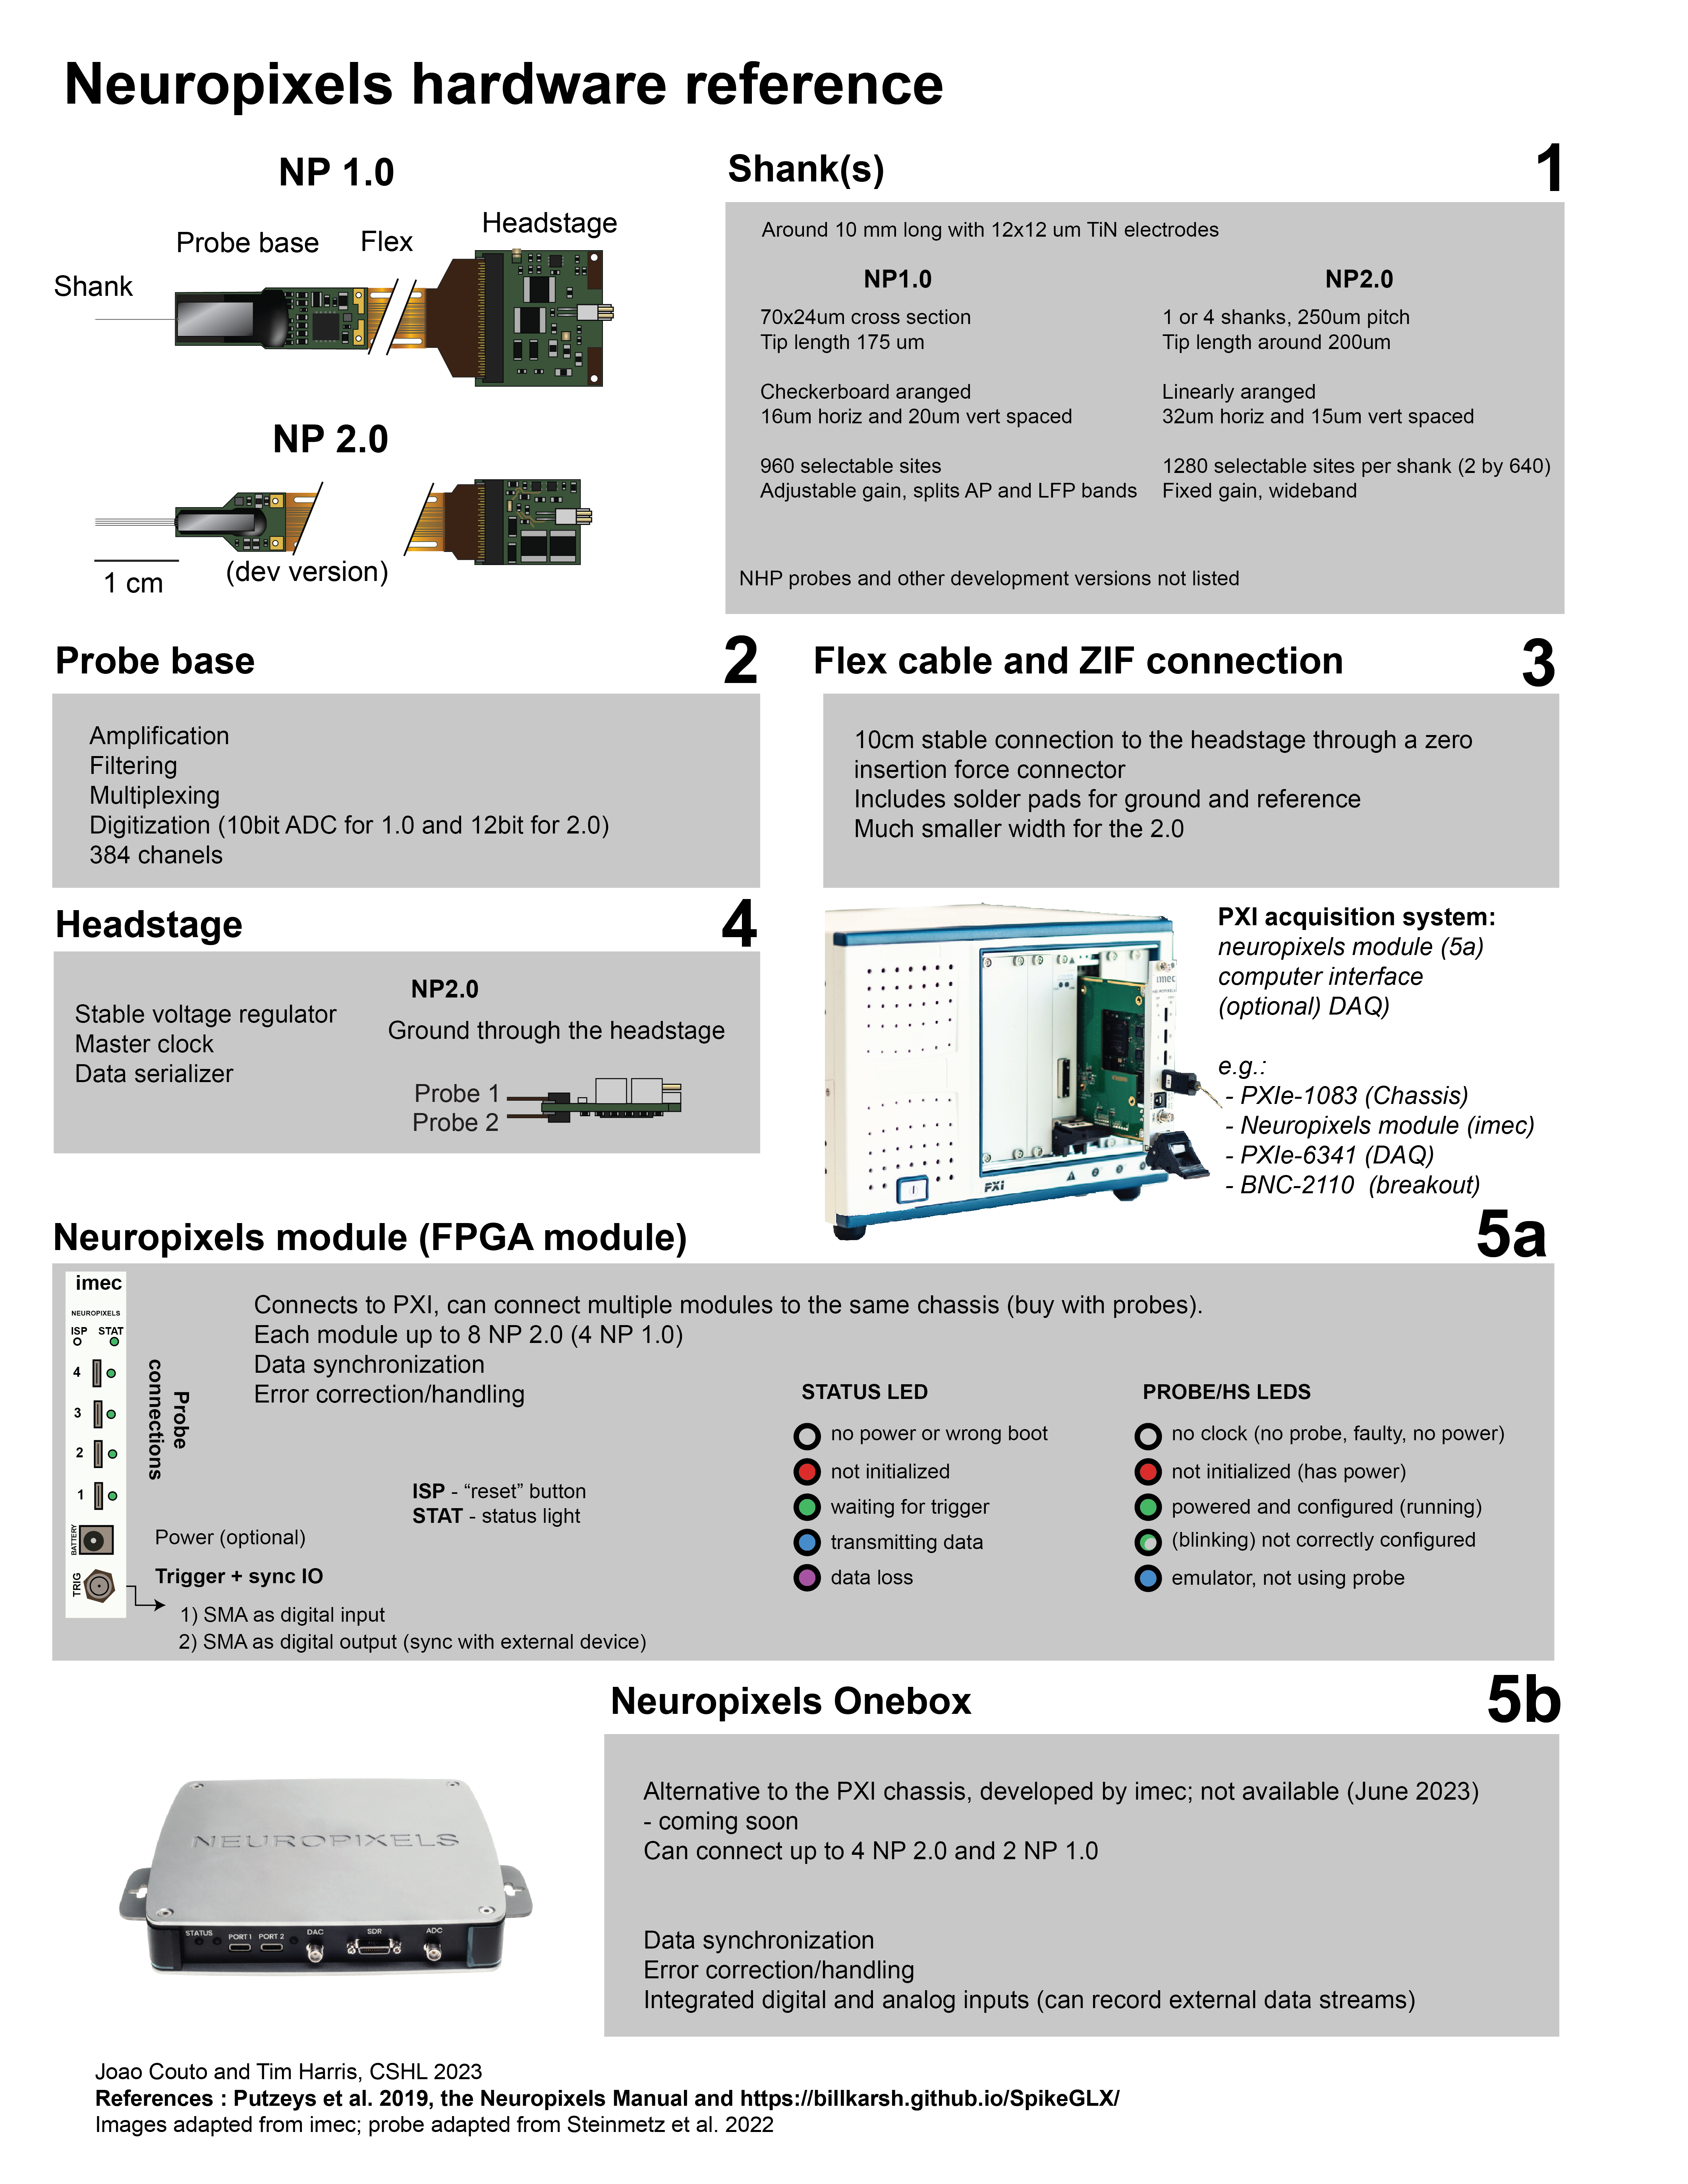 Neuropixels hardware reference
NP 1.0
Headstage
Probe base
Flex
Shank
NP 2.0
(dev version)
1 cm
Shank(s)
1
Around 10 mm long with 12x12 um TiN electrodes
NP1.0
70x24um cross section
Tip length 175 um
Checkerboard aranged
16um horiz and 20um vert spaced
960 selectable sites
Adjustable gain, splits AP and LFP bands
NP2.0
1 or 4 shanks, 250um pitch
Tip length around 200um
Linearly aranged
32um horiz and 15um vert spaced
1280 selectable sites per shank (2 by 640)
Fixed gain, wideband
NHP probes and other development versions not listed
Probe base
2
Amplification
Filtering
Multiplexing
Digitization (10bit ADC for 1.0 and 12bit for 2.0)
384 chanels
Flex cable and ZIF connection
3
10cm stable connection to the headstage through a zero
insertion force connector
Includes solder pads for ground and reference
Much smaller width for the 2.0
Headstage
4
Stable voltage regulator
Master clock
Data serializer
NP2.0
Ground through the headstage
Probe 1
Probe 2
imec
PXI
PXI acquisition system:
neuropixels module (5a)
computer interface
(optional) DAQ)
e.g.:
- PXIe-1083 (Chassis)
- Neuropixels module (imec)
- PXIe-6341 (DAQ)
- BNC-2110 (breakout)
Neuropixels module (FPGA module)
5a
imec
NEUROPIXELS
ISP STAT
4
3
2
1
BATTERY
TRIG
Probe
connections
Power (optional)
Trigger + sync IO
1) SMA as digital input
2) SMA as digital output (sync with external device)
Connects to PXI, can connect multiple modules to the same chassis (buy with probes).
Each module up to 8 NP 2.0 (4 NP 1.0)
Data synchronization
Error correction/handling
ISP - “reset” button
STAT - status light
STATUS LED
no power or wrong boot
not initialized
waiting for trigger
transmitting data
data loss
PROBE/HS LEDS
no clock (no probe, faulty, no power)
not initialized (has power)
powered and configured (running)
(blinking) not correctly configured
emulator, not using probe
Neuropixels Onebox
5b
Alternative to the PXI chassis, developed by imec; not available (June 2023)
- coming soon
Can connect up to 4 NP 2.0 and 2 NP 1.0
Data synchronization
Error correction/handling
Integrated digital and analog inputs (can record external data streams)
NEUROPIXELS
STATUS PORT 1 PORT 2 DAC SDR ADC
Joao Couto and Tim Harris, CSHL 2023
References : Putzeys et al. 2019, the Neuropixels Manual and https://billkarsh.github.io/SpikeGLX/
Images adapted from imec; probe adapted from Steinmetz et al. 2022